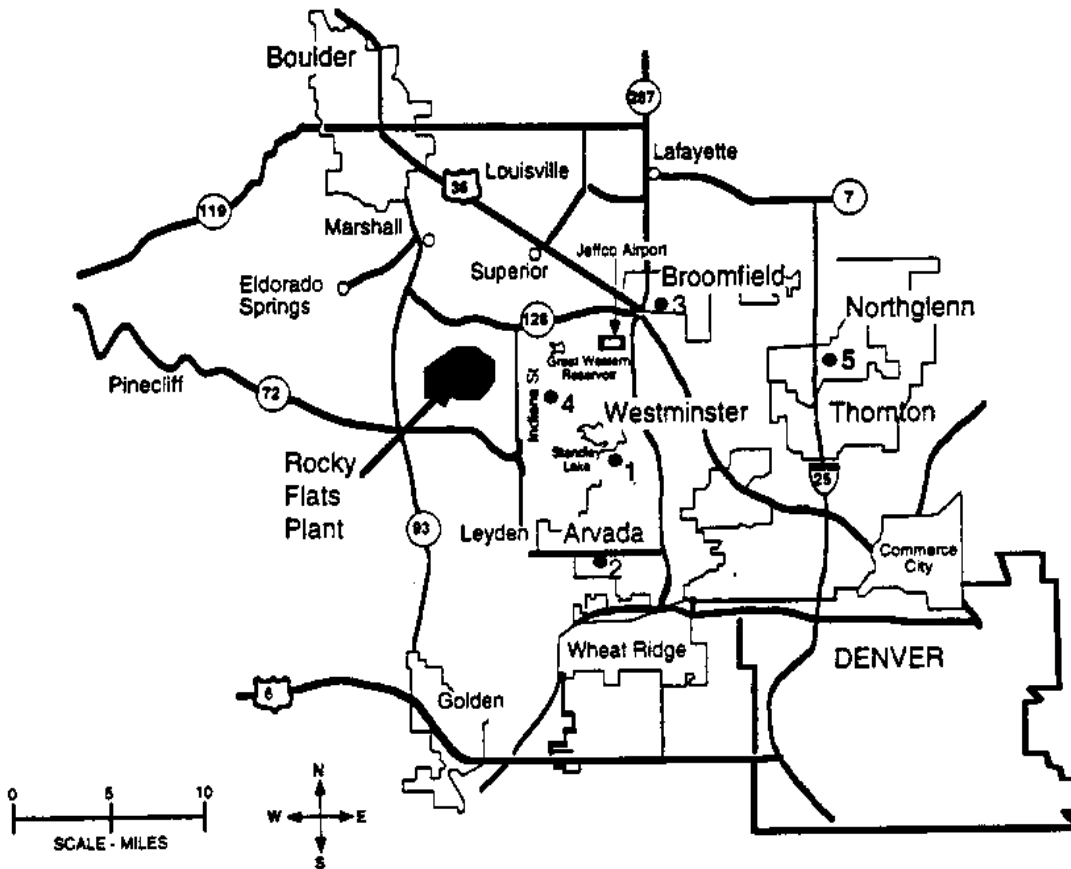 Boulder
287
Lafayette
Louisville
36
7
119
Marshall
Jeffco Airport
Superior
Broomfield
Eldorado
Springs
Northglenn
3
128
Great Western
Reservoir
5
Pinecliff
72
Indiana St
4
Westminster
Thornton
Standley
Lake
1
Rocky
Flats
Plant
25
93
Leyden
Arvada
Commerce
City
2
Wheat Ridge
DENVER
6
Golden
0
5
10
SCALE - MILES
N
W
E
S